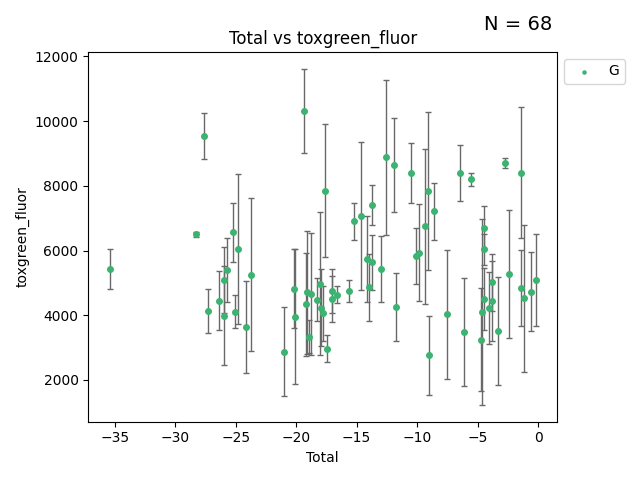 N = 68
Total vs toxgreen_fluor
G
toxgreen_fluor
12000
10000
8000
6000
4000
2000
−35 −30 −25 −20 −15 −10 −5 0
Total